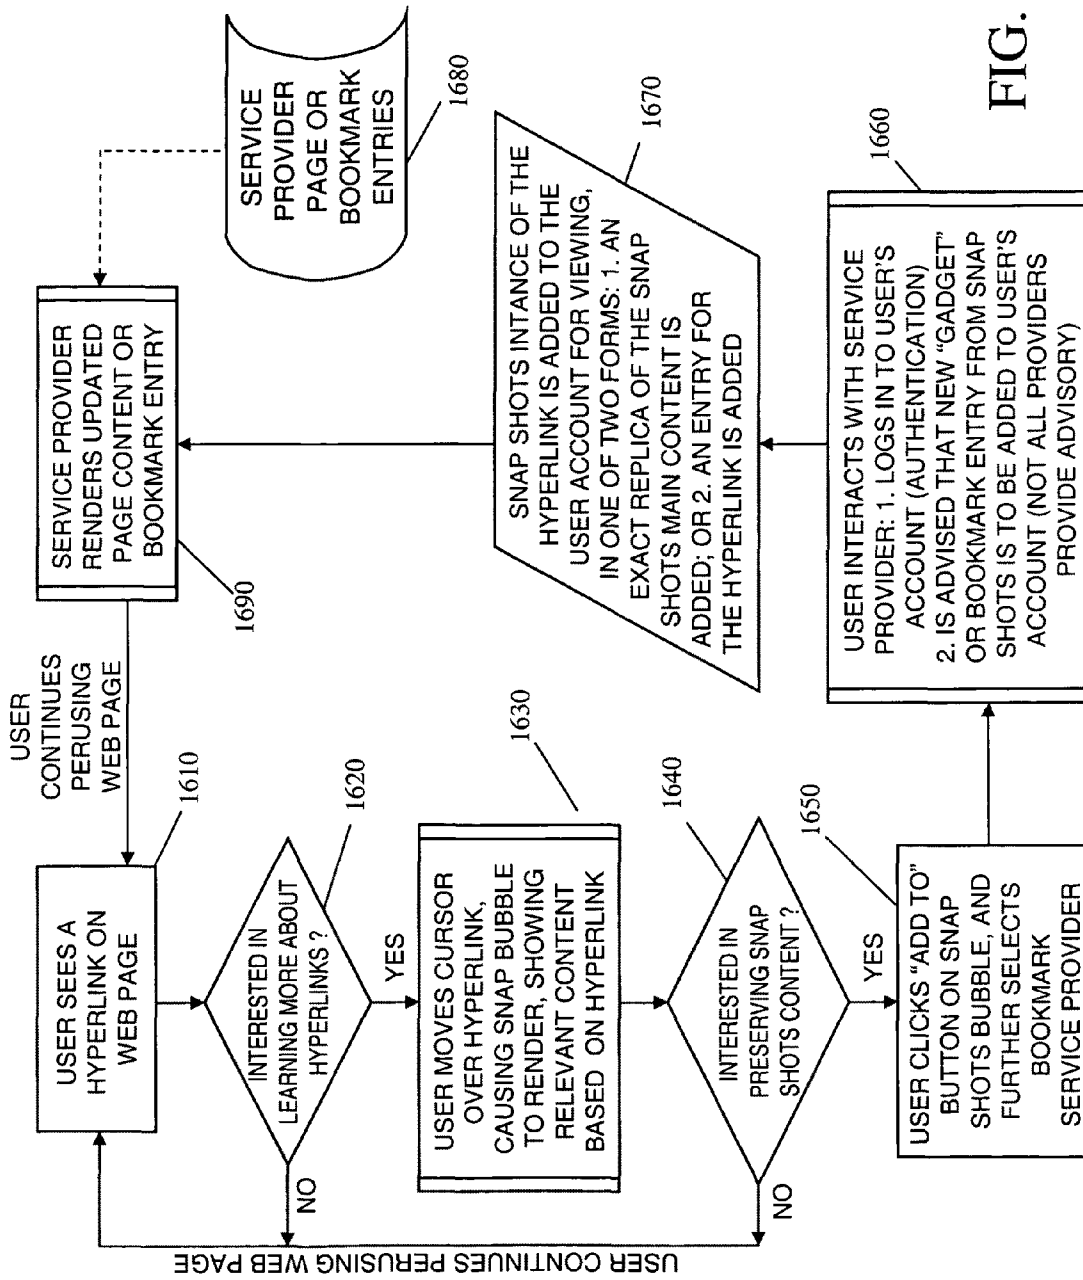 USER SEES A
HYPERLINK ON
WEB PAGE
1610
INTERESTED IN
LEARNING MORE ABOUT
HYPERLINKS ?
1620
NO
YES
USER MOVES CURSOR
OVER HYPERLINK,
CAUSING SNAP BUBBLE
TO RENDER, SHOWING
RELEVANT CONTENT
BASED ON HYPERLINK
1630
INTERESTED IN
PRESERVING SNAP
SHOTS CONTENT ?
1640
NO
YES
USER CONTINUES PERUSING WEB PAGE
USER CLICKS "ADD TO"
BUTTON ON SNAP
SHOTS BUBBLE, AND
FURTHER SELECTS
BOOKMARK
SERVICE PROVIDER
1650
USER INTERACTS WITH SERVICE
PROVIDER: 1. LOGS IN TO USER'S
ACCOUNT (AUTHENTICATION)
2. IS ADVISED THAT NEW "GADGET"
OR BOOKMARK ENTRY FROM SNAP
SHOTS IS TO BE ADDED TO USER'S
ACCOUNT (NOT ALL PROVIDERS
PROVIDE ADVISORY)
1660
SNAP SHOTS INTANCE OF THE
HYPERLINK IS ADDED TO THE
USER ACCOUNT FOR VIEWING,
IN ONE OF TWO FORMS: 1. AN
EXACT REPLICA OF THE SNAP
SHOTS MAIN CONTENT IS
ADDED; OR 2. AN ENTRY FOR
THE HYPERLINK IS ADDED
1670
SERVICE
PROVIDER
PAGE OR
BOOKMARK
ENTRIES
1680
SERVICE PROVIDER
RENDERS UPDATED
PAGE CONTENT OR
BOOKMARK ENTRY
1690
USER
CONTINUES
PERUSING
WEB PAGE
FIG.